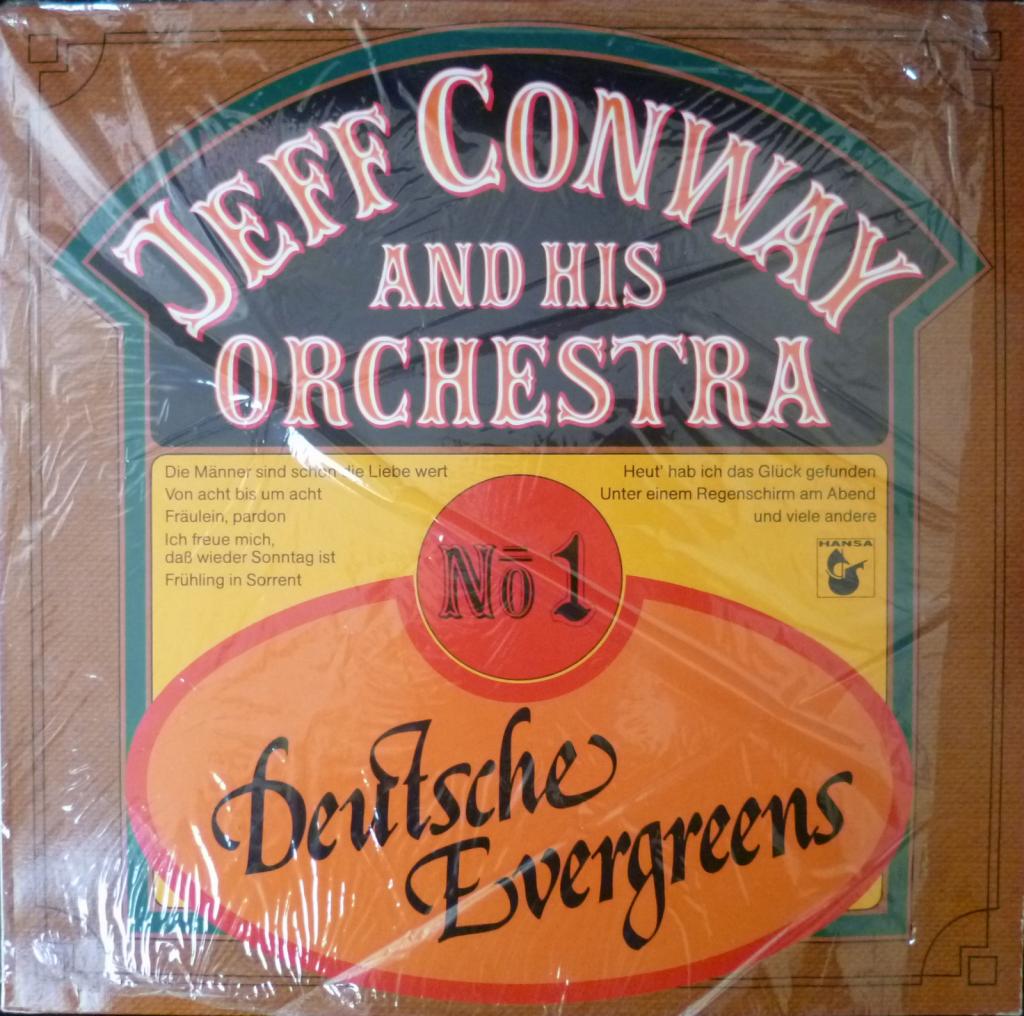 JEFF CONWAY
AND HIS
ORCHESTRA
Die Männer sind schon die Liebe wert
Von acht bis um acht
Fräulein, pardon
Ich freue mich,
daß wieder Sonntag ist
Frühling in Sorrent
Heut' hab ich das Glück gefunden
Unter einem Regenschirm am Abend
und viele andere
HANSA
No 1
Deutsche
Evergreens